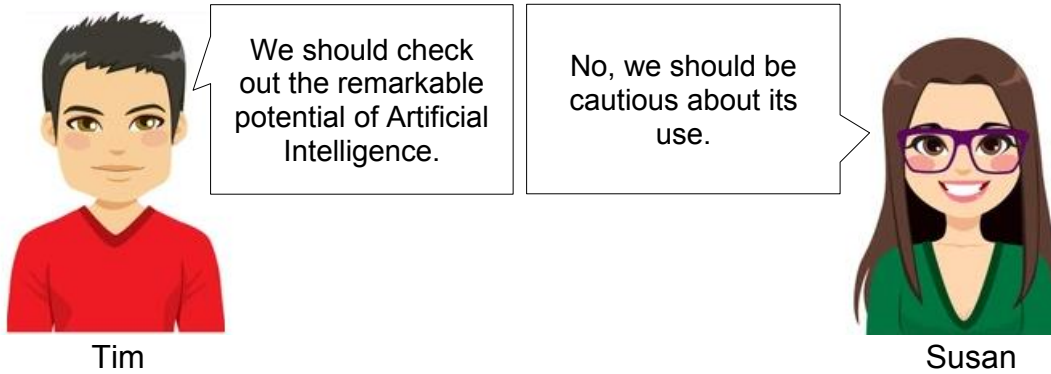 We should check
out the remarkable
potential of Artificial
Intelligence.
No, we should be
cautious about its
use.
Tim
Susan